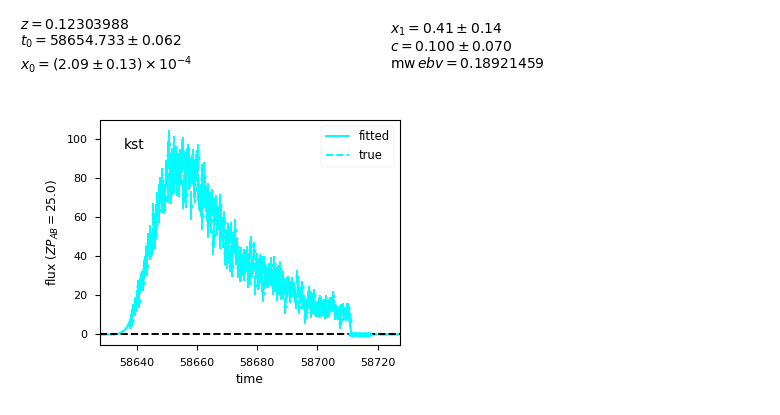 z = 0.12303988
t₀ = 58654.733 ± 0.062
x₀ = (2.09 ± 0.13) × 10⁻⁴
x₁ = 0.41 ± 0.14
c = 0.100 ± 0.070
mw ebv = 0.18921459
kst
fitted
true
flux (ZP_{AB} = 25.0)
100
80
60
40
20
0
58640 58660 58680 58700 58720
time